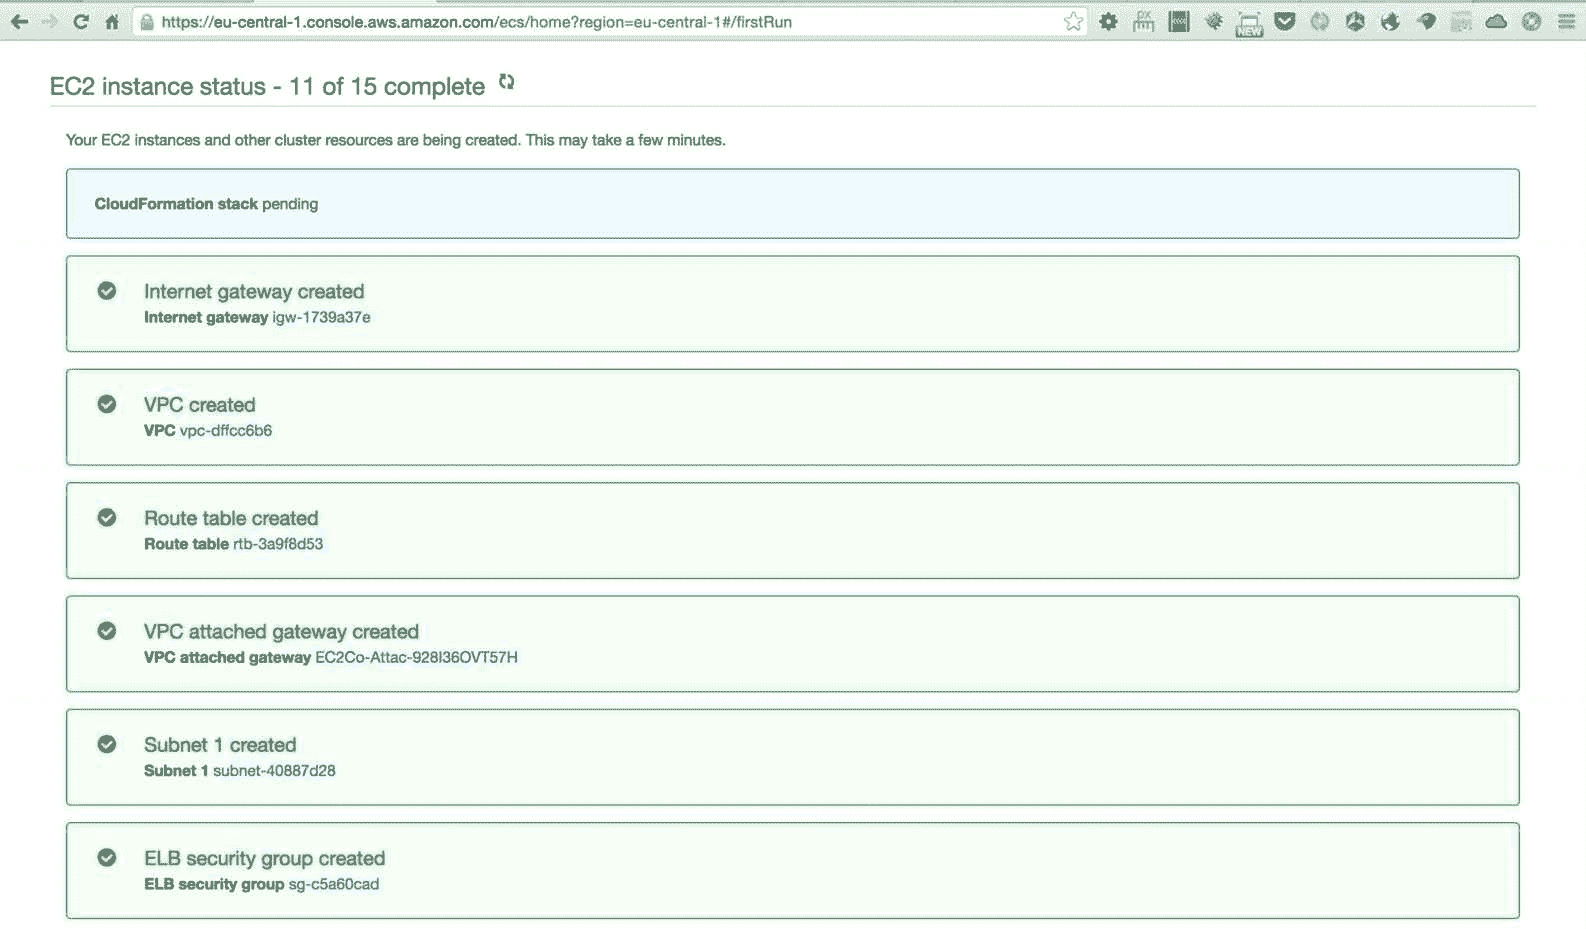 https://eu-central-1.console.aws.amazon.com/ecs/home?region=eu-central-1#/firstRun
NEW
EC2 instance status - 11 of 15 complete
Your EC2 instances and other cluster resources are being created. This may take a few minutes.
CloudFormation stack pending
Internet gateway created
Internet gateway igw-1739a37e
VPC created
VPC vpc-dffcc6b6
Route table created
Route table rtb-3a9f8d53
VPC attached gateway created
VPC attached gateway EC2Co-Attac-928I36OVT57H
Subnet 1 created
Subnet 1 subnet-40887d28
ELB security group created
ELB security group sg-c5a60cad